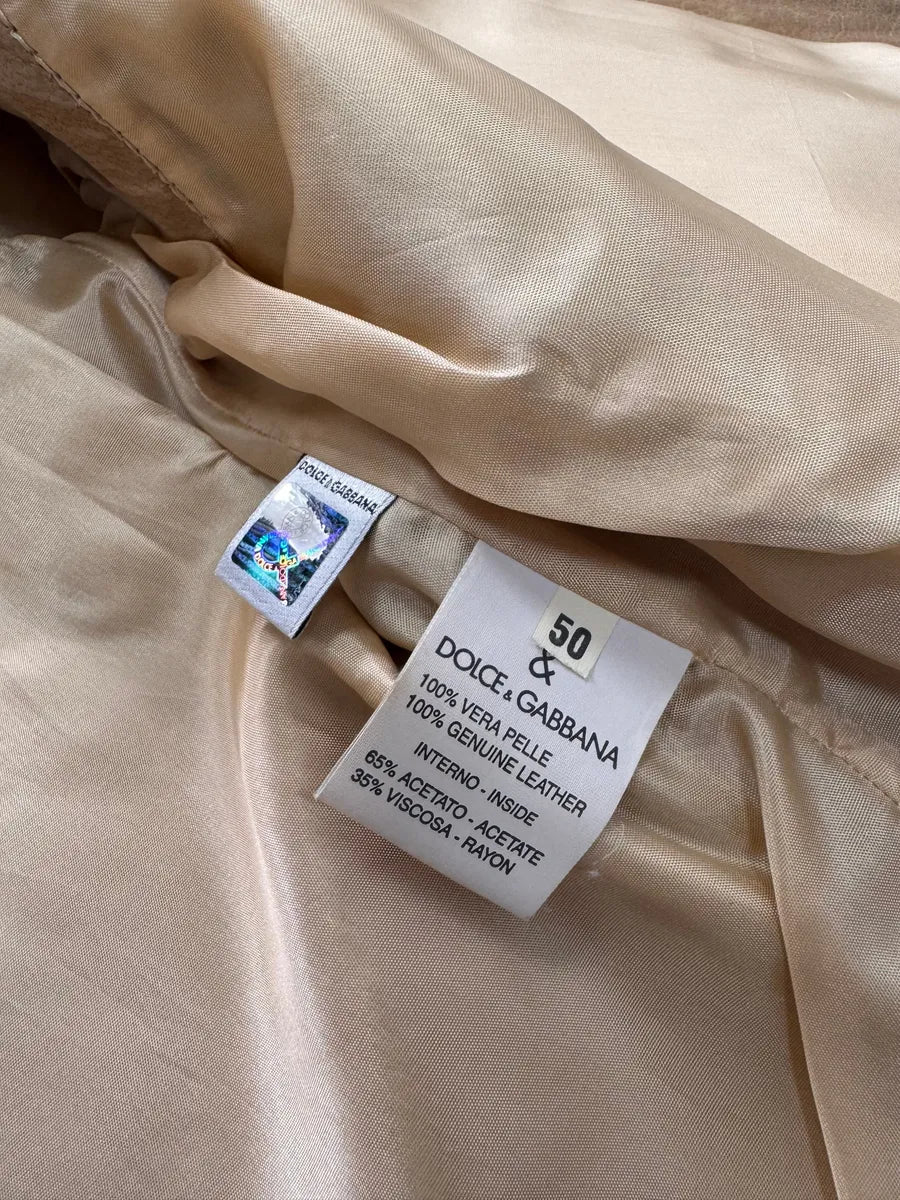 DOLCE & GABBANA
50
&
DOLCE & GABBANA
100% VERA PELLE
100% GENUINE LEATHER
INTERNO - INSIDE
65% ACETATO - ACETATE
35% VISCOSA - RAYON